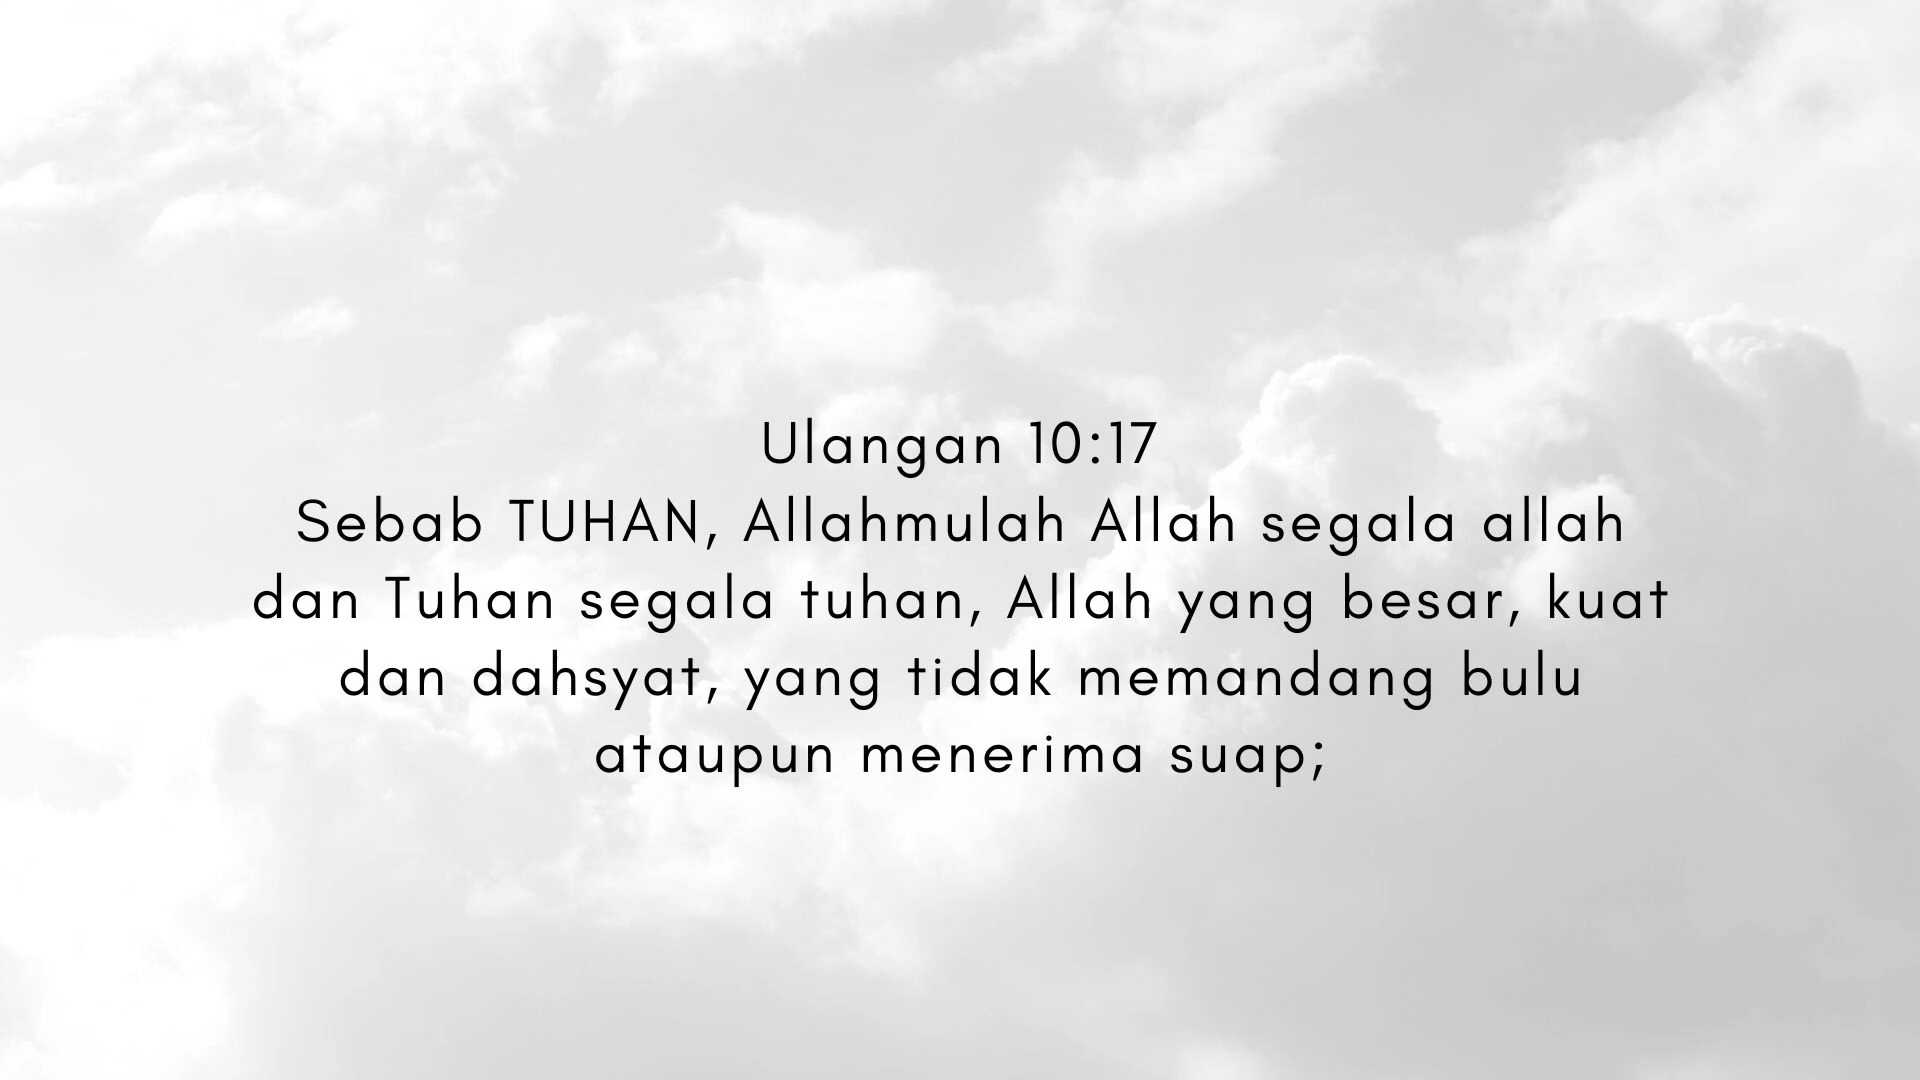 Ulangan 10:17
Sebab TUHAN, Allahmulah Allah segala allah
dan Tuhan segala tuhan, Allah yang besar, kuat
dan dahsyat, yang tidak memandang bulu
ataupun menerima suap;